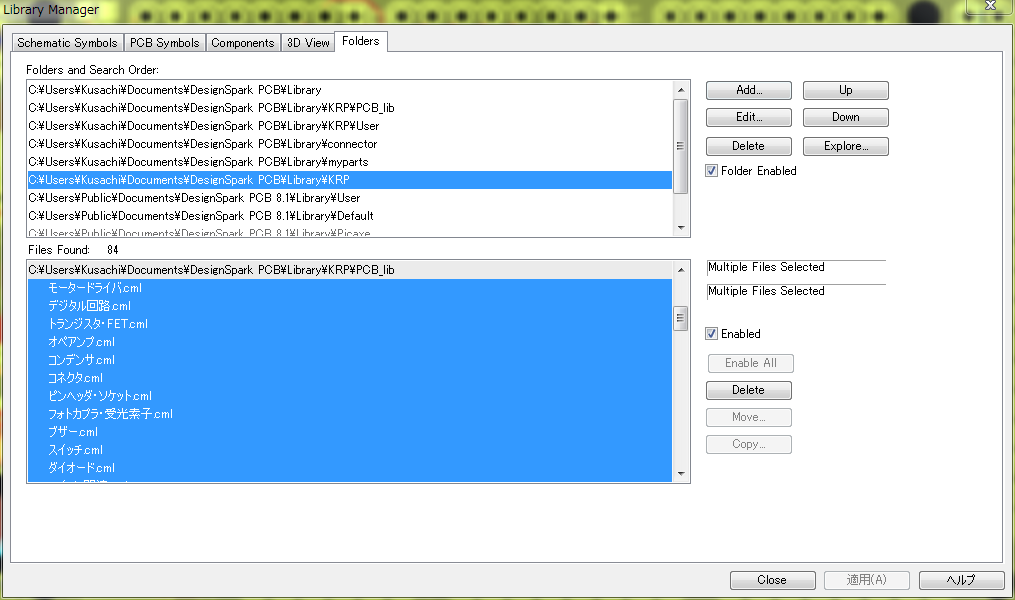 Library Manager
Schematic Symbols
PCB Symbols
Components
3D View
Folders
Folders and Search Order:
C:¥Users¥Kusachi¥Documents¥DesignSpark PCB¥Library
C:¥Users¥Kusachi¥Documents¥DesignSpark PCB¥Library¥KRP¥PCB_lib
C:¥Users¥Kusachi¥Documents¥DesignSpark PCB¥Library¥KRP¥User
C:¥Users¥Kusachi¥Documents¥DesignSpark PCB¥Library¥connector
C:¥Users¥Kusachi¥Documents¥DesignSpark PCB¥Library¥myparts
C:¥Users¥Kusachi¥Documents¥DesignSpark PCB¥Library¥KRP
C:¥Users¥Public¥Documents¥DesignSpark PCB 8.1¥Library¥User
C:¥Users¥Public¥Documents¥DesignSpark PCB 8.1¥Library¥Default
C:¥Users¥Public¥Documents¥DesignSpark PCB 8.1¥Library¥Picaxe
Add...
Up
Edit...
Down
Delete
Explore...
Folder Enabled
Files Found: 84
C:¥Users¥Kusachi¥Documents¥DesignSpark PCB¥Library¥KRP¥PCB_lib
モータードライバ.cml
デジタル回路.cml
トランジスタ・FET.cml
オペアンプ.cml
コンデンサ.cml
コネクタ.cml
ピンヘッダ・ソケット.cml
フォトカプラ・受光素子.cml
ブザー.cml
スイッチ.cml
ダイオード.cml
Multiple Files Selected
Multiple Files Selected
Enabled
Enable All
Delete
Move...
Copy...
Close
適用(A)
ヘルプ